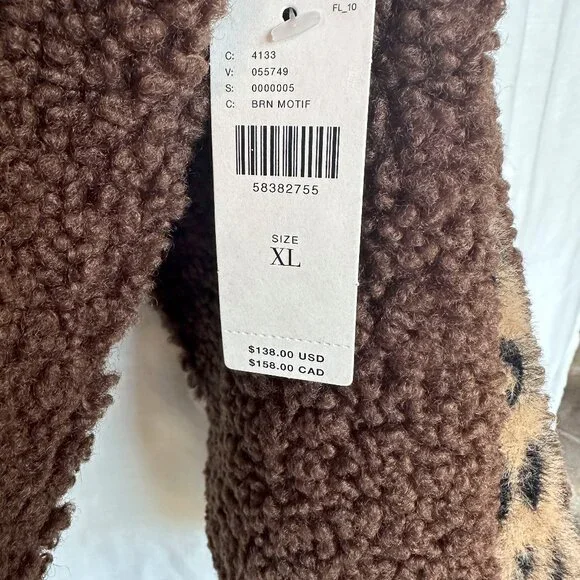 FL_10
C: 4133
V: 055749
S: 0000005
C: BRN MOTIF
58382755
SIZE
XL
$138.00 USD
$158.00 CAD